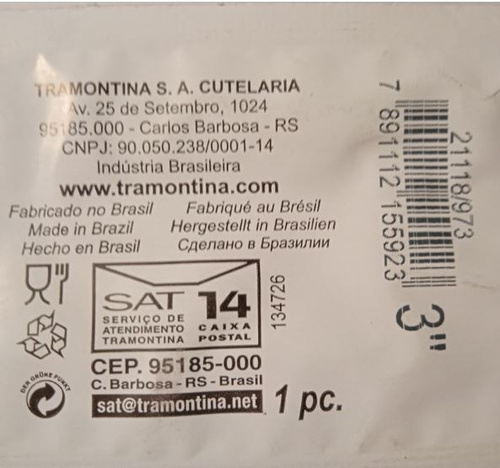 TRAMONTINA S. A. CUTELARIA
Av. 25 de Setembro, 1024
95185.000 - Carlos Barbosa - RS
CNPJ: 90.050.238/0001-14
Indústria Brasileira
www.tramontina.com
Fabricado no Brasil Fabriqué au Brésil
Made in Brazil Hergestellt in Brasilien
Hecho en Brasil Сделано в Бразилии
SAT 14
SERVIÇO DE
ATENDIMENTO CAIXA
TRAMONTINA POSTAL
134726
CEP. 95185-000
C. Barbosa - RS - Brasil
sat@tramontina.net
1 pc.
DER GRÜNE PUNKT
7 891112 155923
21118/973
3"